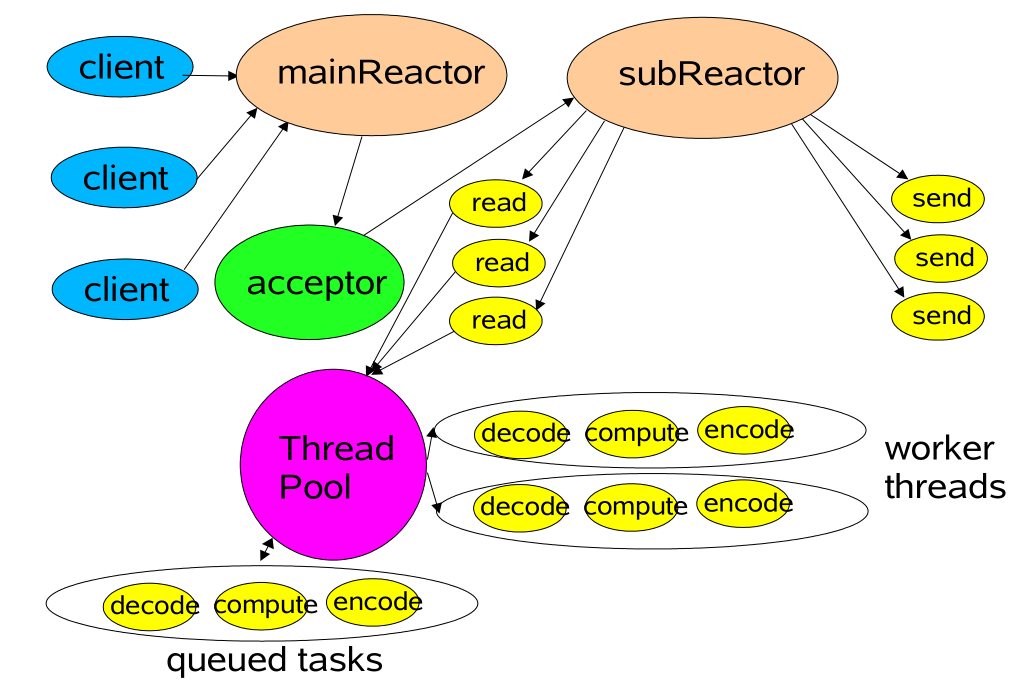 client
mainReactor
subReactor
client
read
send
client
acceptor
read
send
read
send
Thread
Pool
decode compute encode
worker
threads
decode compute encode
decode compute encode
queued tasks